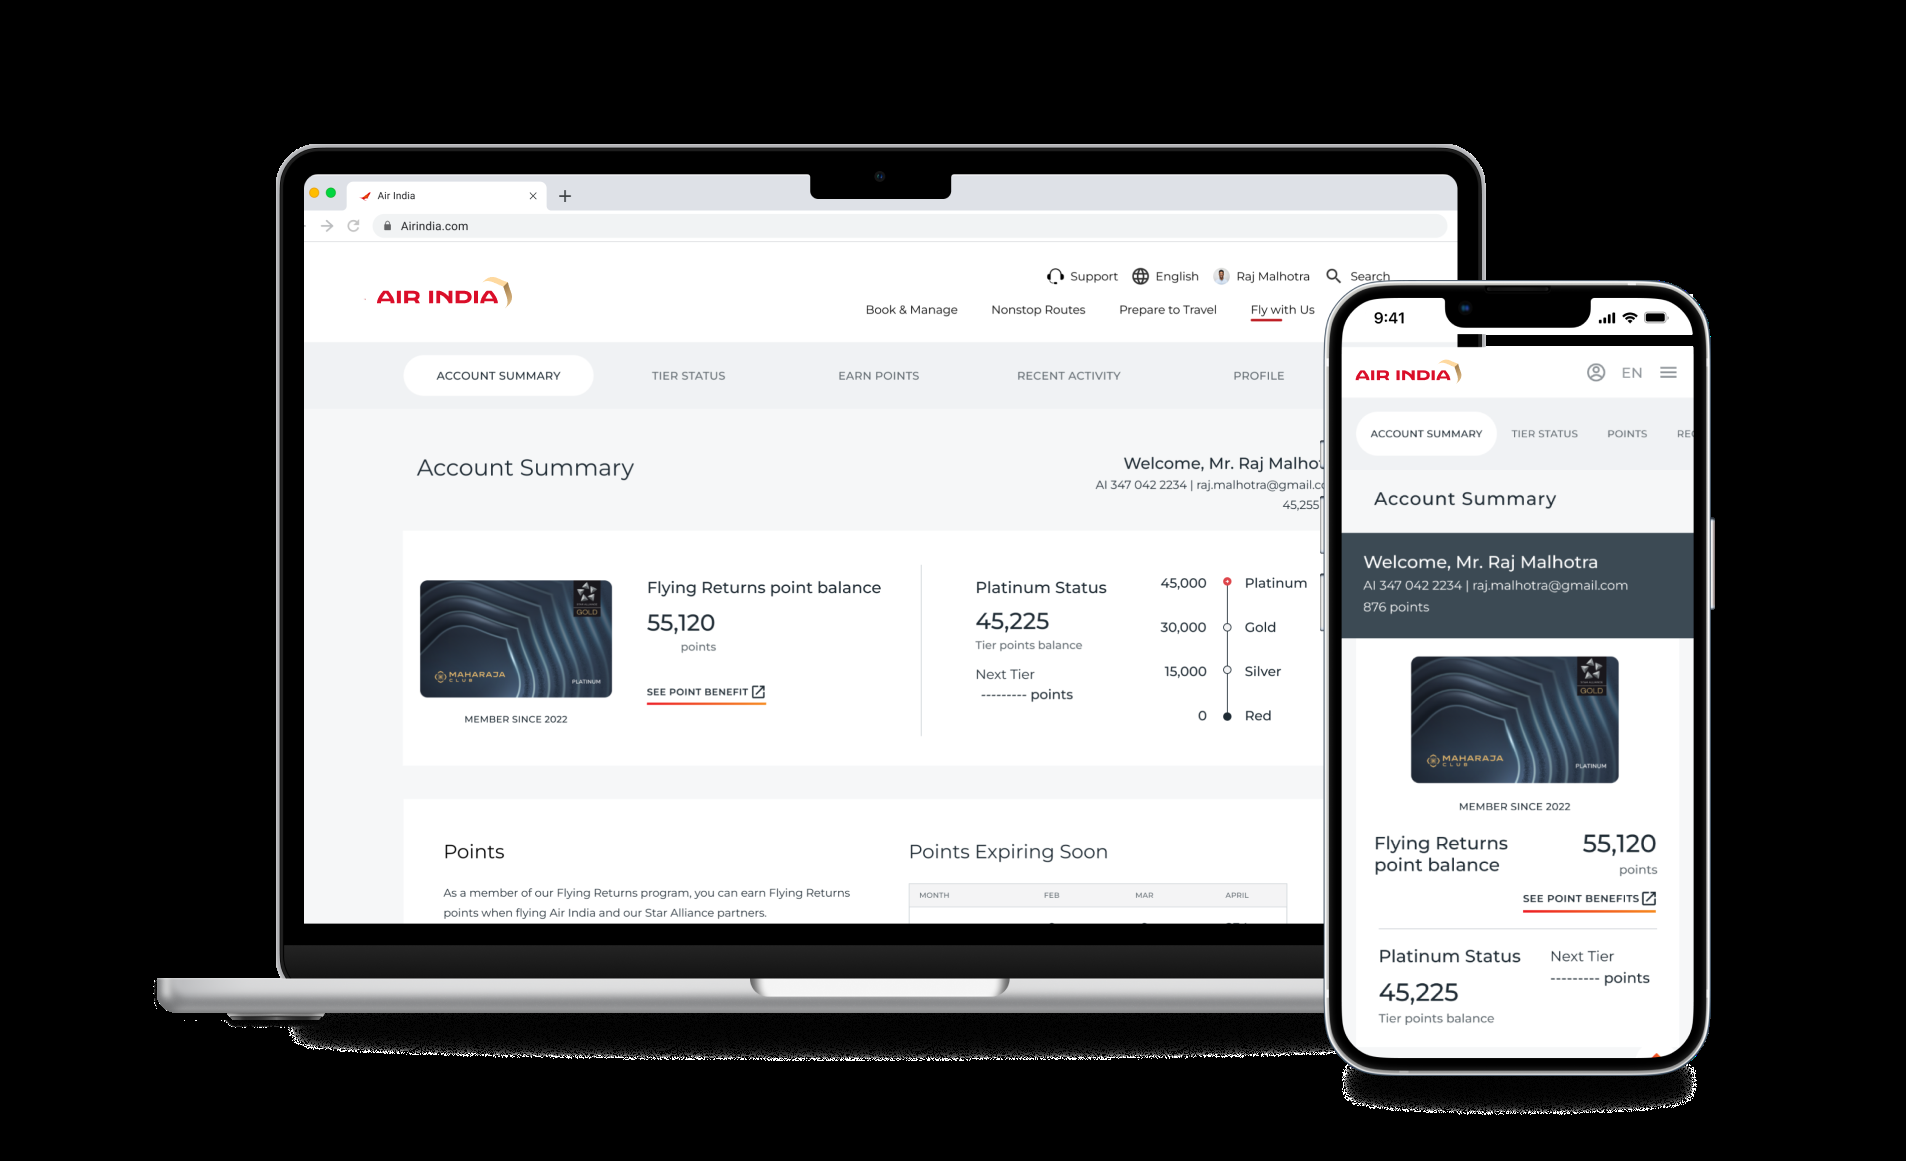 Air India
Airindia.com
Support English Raj Malhotra Search
AIR INDIA
Book & Manage Nonstop Routes Prepare to Travel Fly with Us
ACCOUNT SUMMARY TIER STATUS EARN POINTS RECENT ACTIVITY PROFILE
Account Summary
Welcome, Mr. Raj
AI 347 042 2234 | raj.malhotra@gmail.c
45,255
Flying Returns point balance
55,120
points
SEE POINT BENEFIT
STAR ALLIANCE
GOLD
MAHARAJA
CLUB
PLATINUM
MEMBER SINCE 2022
Platinum Status
45,225
Tier points balance
Next Tier
--------- points
45,000 Platinum
30,000 Gold
15,000 Silver
0 Red
Points
As a member of our Flying Returns program, you can earn Flying Returns
points when flying Air India and our Star Alliance partners.
Points Expiring Soon
MONTH FEB MAR APRIL
9:41
AIR INDIA EN
ACCOUNT SUMMARY TIER STATUS POINTS
Account Summary
Welcome, Mr. Raj Malhotra
AI 347 042 2234 | raj.malhotra@gmail.com
876 points
STAR ALLIANCE
GOLD
MAHARAJA
CLUB
PLATINUM
MEMBER SINCE 2022
Flying Returns
point balance
55,120
points
SEE POINT BENEFITS
Platinum Status
45,225
Tier points balance
Next Tier
--------- points